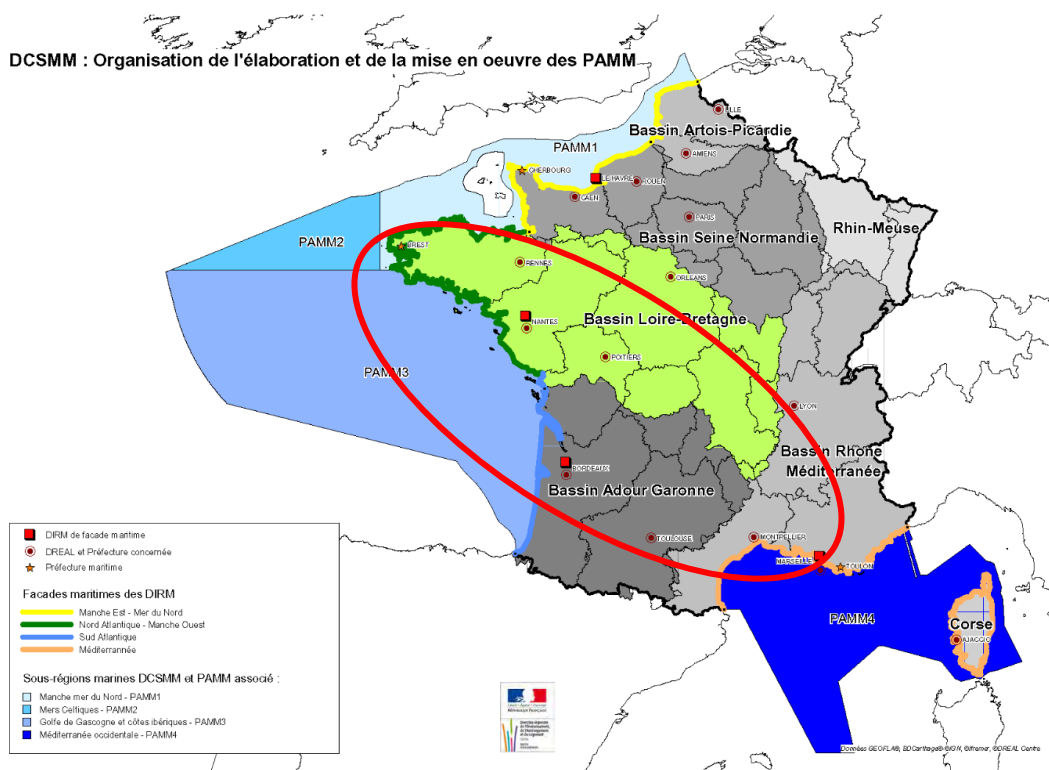 DCSMM : Organisation de l'élaboration et de la mise en oeuvre des PAMM
LILLE
Bassin Artois-Picardie
PAMM1
AMIENS
CHERBOURG
LE HAVRE
ROUEN
CAEN
PARIS
Rhin-Meuse
Bassin Seine Normandie
PAMM2
BREST
RENNES
ORLEANS
Bassin Loire-Bretagne
NANTES
POITIERS
PAMM3
LYON
Bassin Rhone
Méditerranée
BORDEAUX
Bassin Adour Garonne
TOULOUSE
MONTPELLIER
MARSEILLE
TOULON
PAMM4
Corse
AJACCIO
DIRM de facade maritime
DREAL et Préfecture concernée
Préfecture maritime
Facades maritimes des DIRM
Manche Est - Mer du Nord
Nord Atlantique - Manche Ouest
Sud Atlantique
Méditerrannée
Sous-régions marines DCSMM et PAMM associé :
Manche mer du Nord - PAMM1
Mers Celtiques - PAMM2
Golfe de Gascogne et côtes ibériques - PAMM3
Méditerranée occidentale - PAMM4